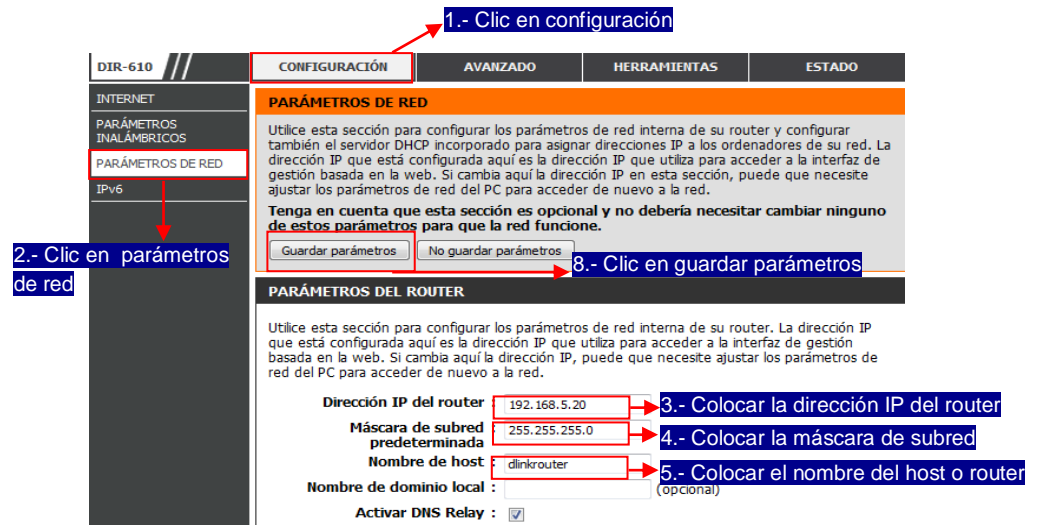 1.- Clic en configuración
DIR-610
CONFIGURACIÓN
AVANZADO
HERRAMIENTAS
ESTADO
INTERNET
PARÁMETROS
INALÁMBRICOS
PARÁMETROS DE RED
IPv6
2.- Clic en parámetros
de red
PARÁMETROS DE RED
Utilice esta sección para configurar los parámetros de red interna de su router y configurar
también el servidor DHCP incorporado para asignar direcciones IP a los ordenadores de su red. La
dirección IP que está configurada aquí es la dirección IP que utiliza para acceder a la interfaz de
gestión basada en la web. Si cambia aquí la dirección IP en esta sección, puede que necesite
ajustar los parámetros de red del PC para acceder de nuevo a la red.
Tenga en cuenta que esta sección es opcional y no debería necesitar cambiar ninguno
de estos parámetros para que la red funcione.
Guardar parámetros
No guardar parámetros
8.- Clic en guardar parámetros
PARÁMETROS DEL ROUTER
Utilice esta sección para configurar los parámetros de red interna de su router. La dirección IP
que está configurada aquí es la dirección IP que utiliza para acceder a la interfaz de gestión
basada en la web. Si cambia aquí la dirección IP, puede que necesite ajustar los parámetros de
red del PC para acceder de nuevo a la red.
Dirección IP del router : 192.168.5.20
3.- Colocar la dirección IP del router
Máscara de subred
predeterminada : 255.255.255.0
4.- Colocar la máscara de subred
Nombre de host : dlinkrouter
5.- Colocar el nombre del host o router
Nombre de dominio local : (opcional)
Activar DNS Relay :